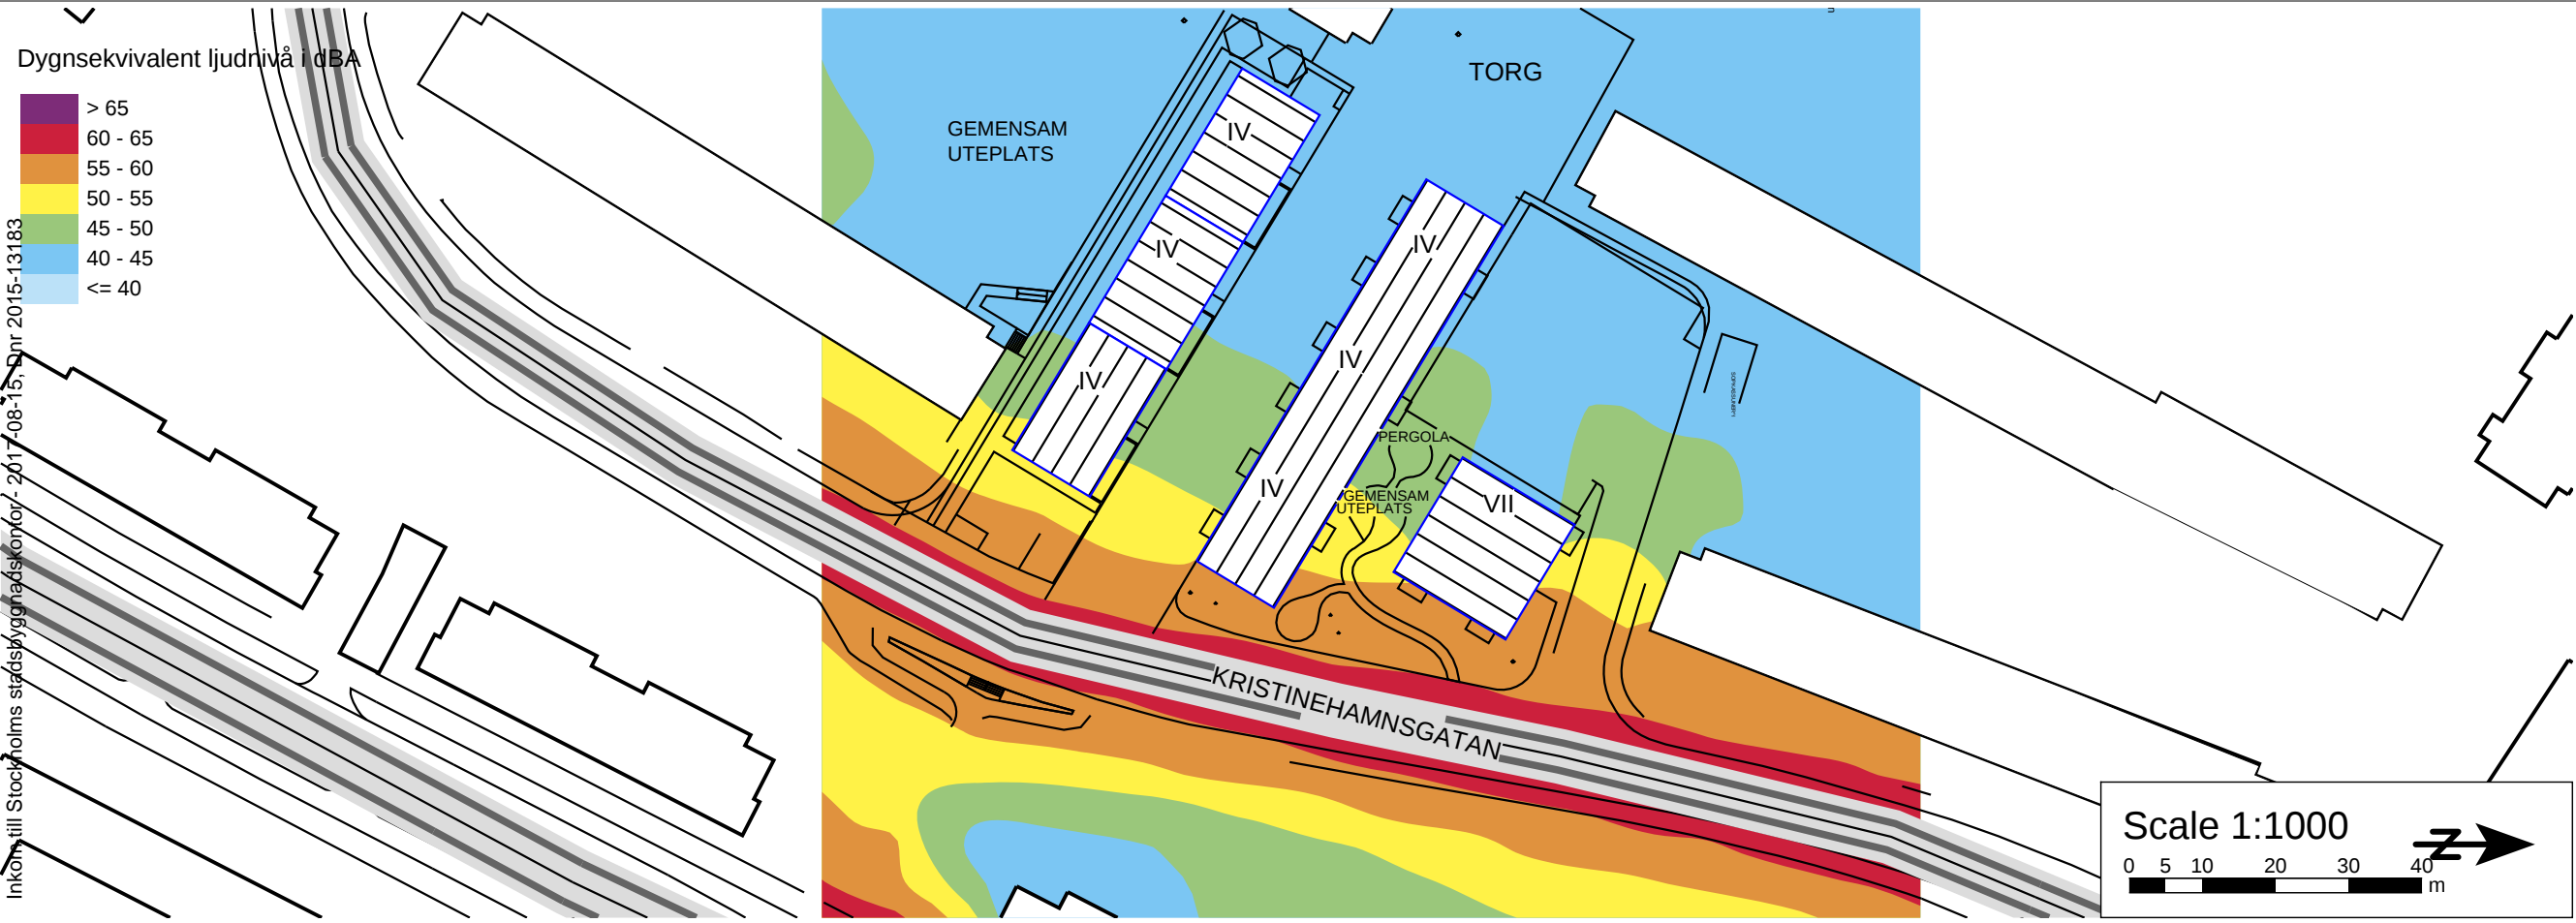 Dygnsekvivalent ljudnivå i dBA
> 65
60 - 65
55 - 60
50 - 55
45 - 50
40 - 45
<= 40
Inkom till Stockholms stadsbyggnadskontor - 2017-08-15, Dnr 2015-13183
GEMENSAM
UTEPLATS
TORG
IV
IV
IV
IV
IV
IV
PERGOLA
GEMENSAM
UTEPLATS
VII
KRISTINEHAMNSGATAN
Scale 1:1000
N
0 5 10 20 30 40
m